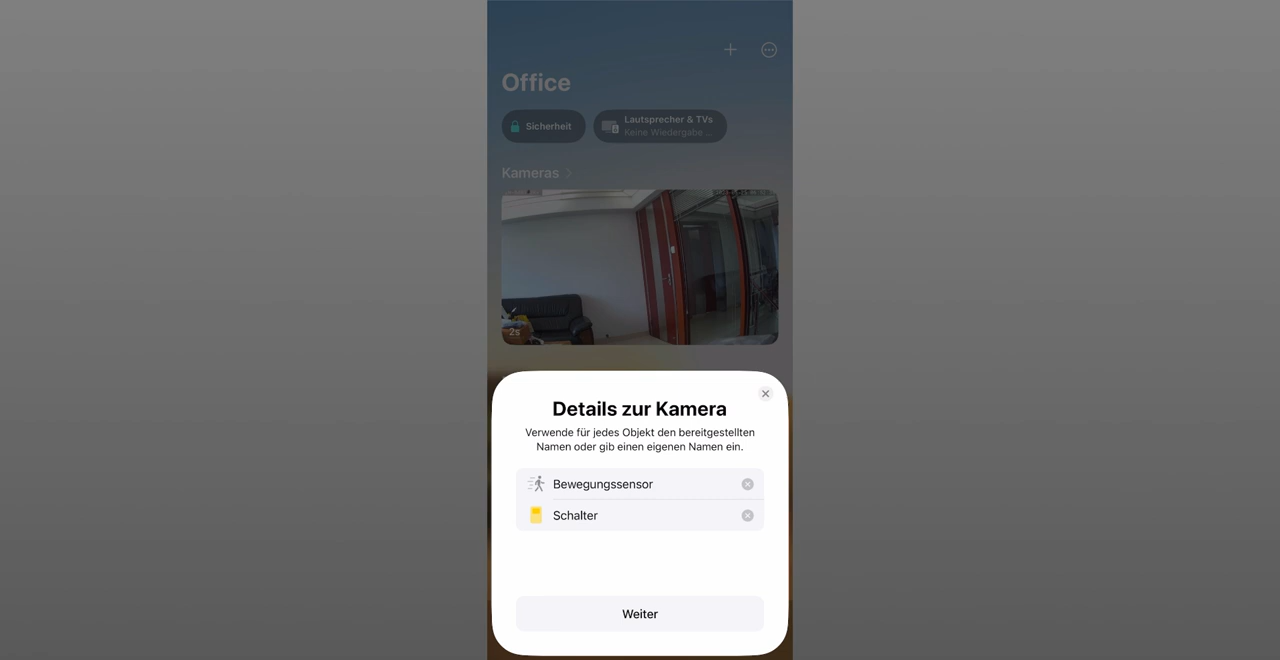 Office
Sicherheit
Lautsprecher & TVs
Keine Wiedergabe ...
Kameras
2s
Details zur Kamera
Verwende für jedes Objekt den bereitgestellten
Namen oder gib einen eigenen Namen ein.
Bewegungssensor
Schalter
Weiter